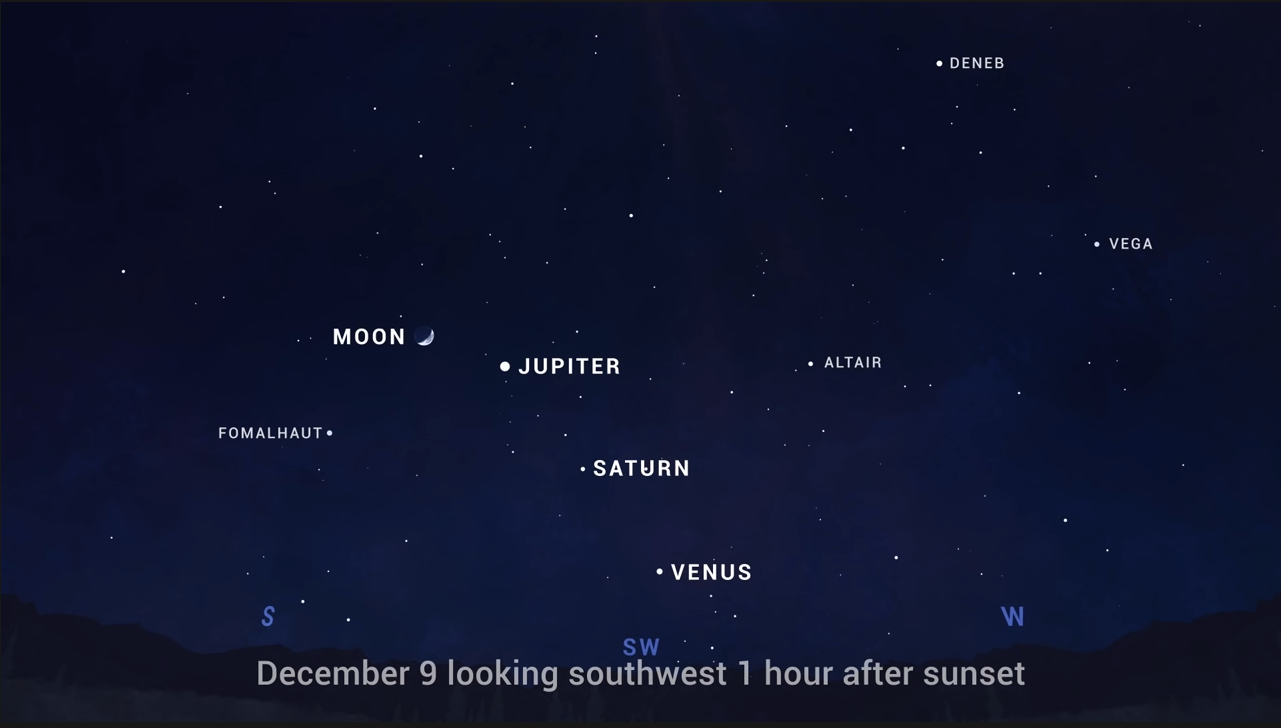 DENEB
VEGA
MOON
JUPITER
ALTAIR
FOMALHAUT
SATURN
VENUS
S
W
SW
December 9 looking southwest 1 hour after sunset